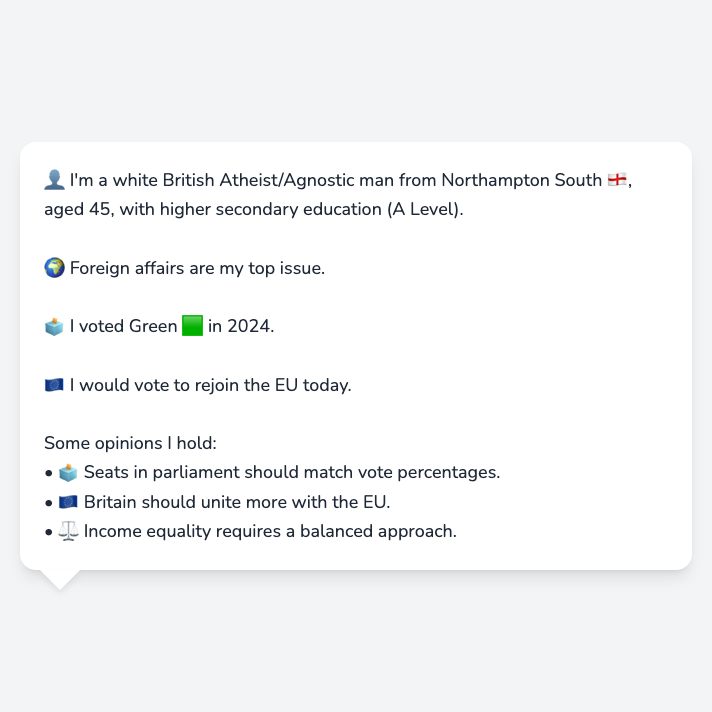 👤 I'm a white British Atheist/Agnostic man from Northampton South 🏴󠁧󠁢󠁥󠁮󠁧󠁿,
aged 45, with higher secondary education (A Level).
🌍 Foreign affairs are my top issue.
🗳️ I voted Green 🟩 in 2024.
🇪🇺 I would vote to rejoin the EU today.
Some opinions I hold:
• 🗳️ Seats in parliament should match vote percentages.
• 🇪🇺 Britain should unite more with the EU.
• ⚖️ Income equality requires a balanced approach.